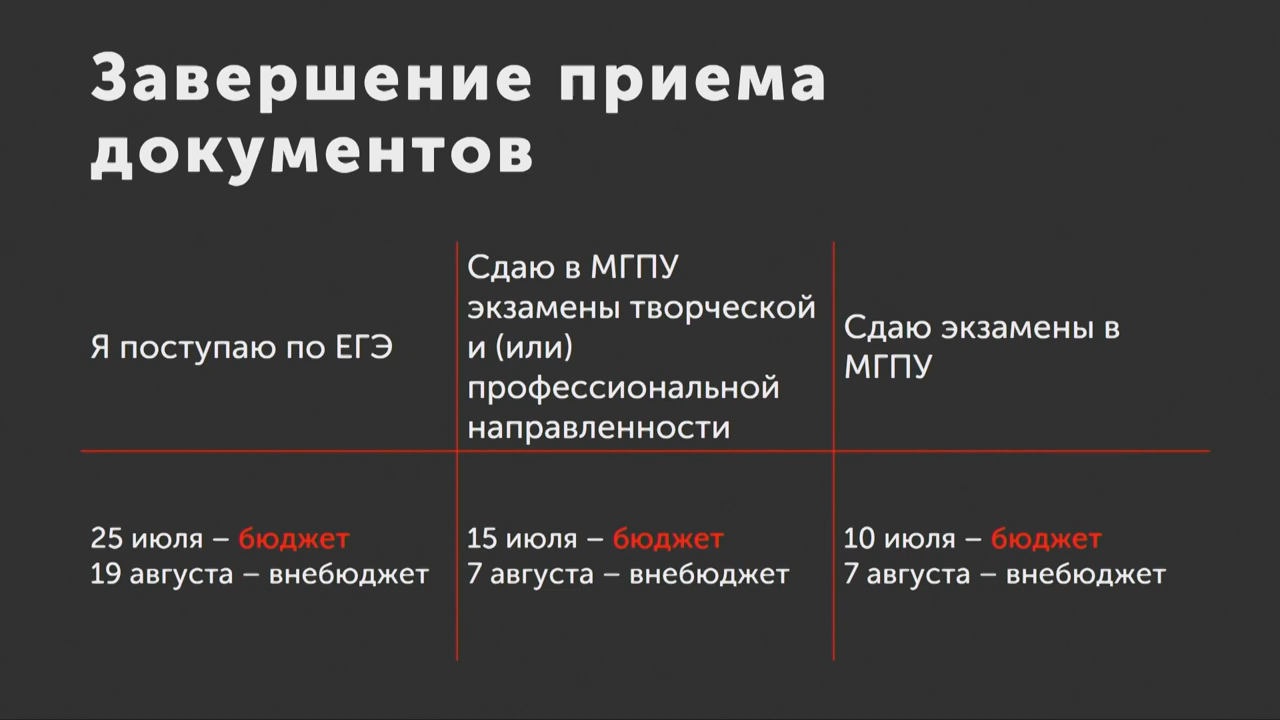 Завершение приема
документов
Я поступаю по ЕГЭ
Сдаю в МГПУ
экзамены творческой
и (или)
профессиональной
направленности
Сдаю экзамены в
МГПУ
25 июля – бюджет
19 августа – внебюджет
15 июля – бюджет
7 августа – внебюджет
10 июля – бюджет
7 августа – внебюджет